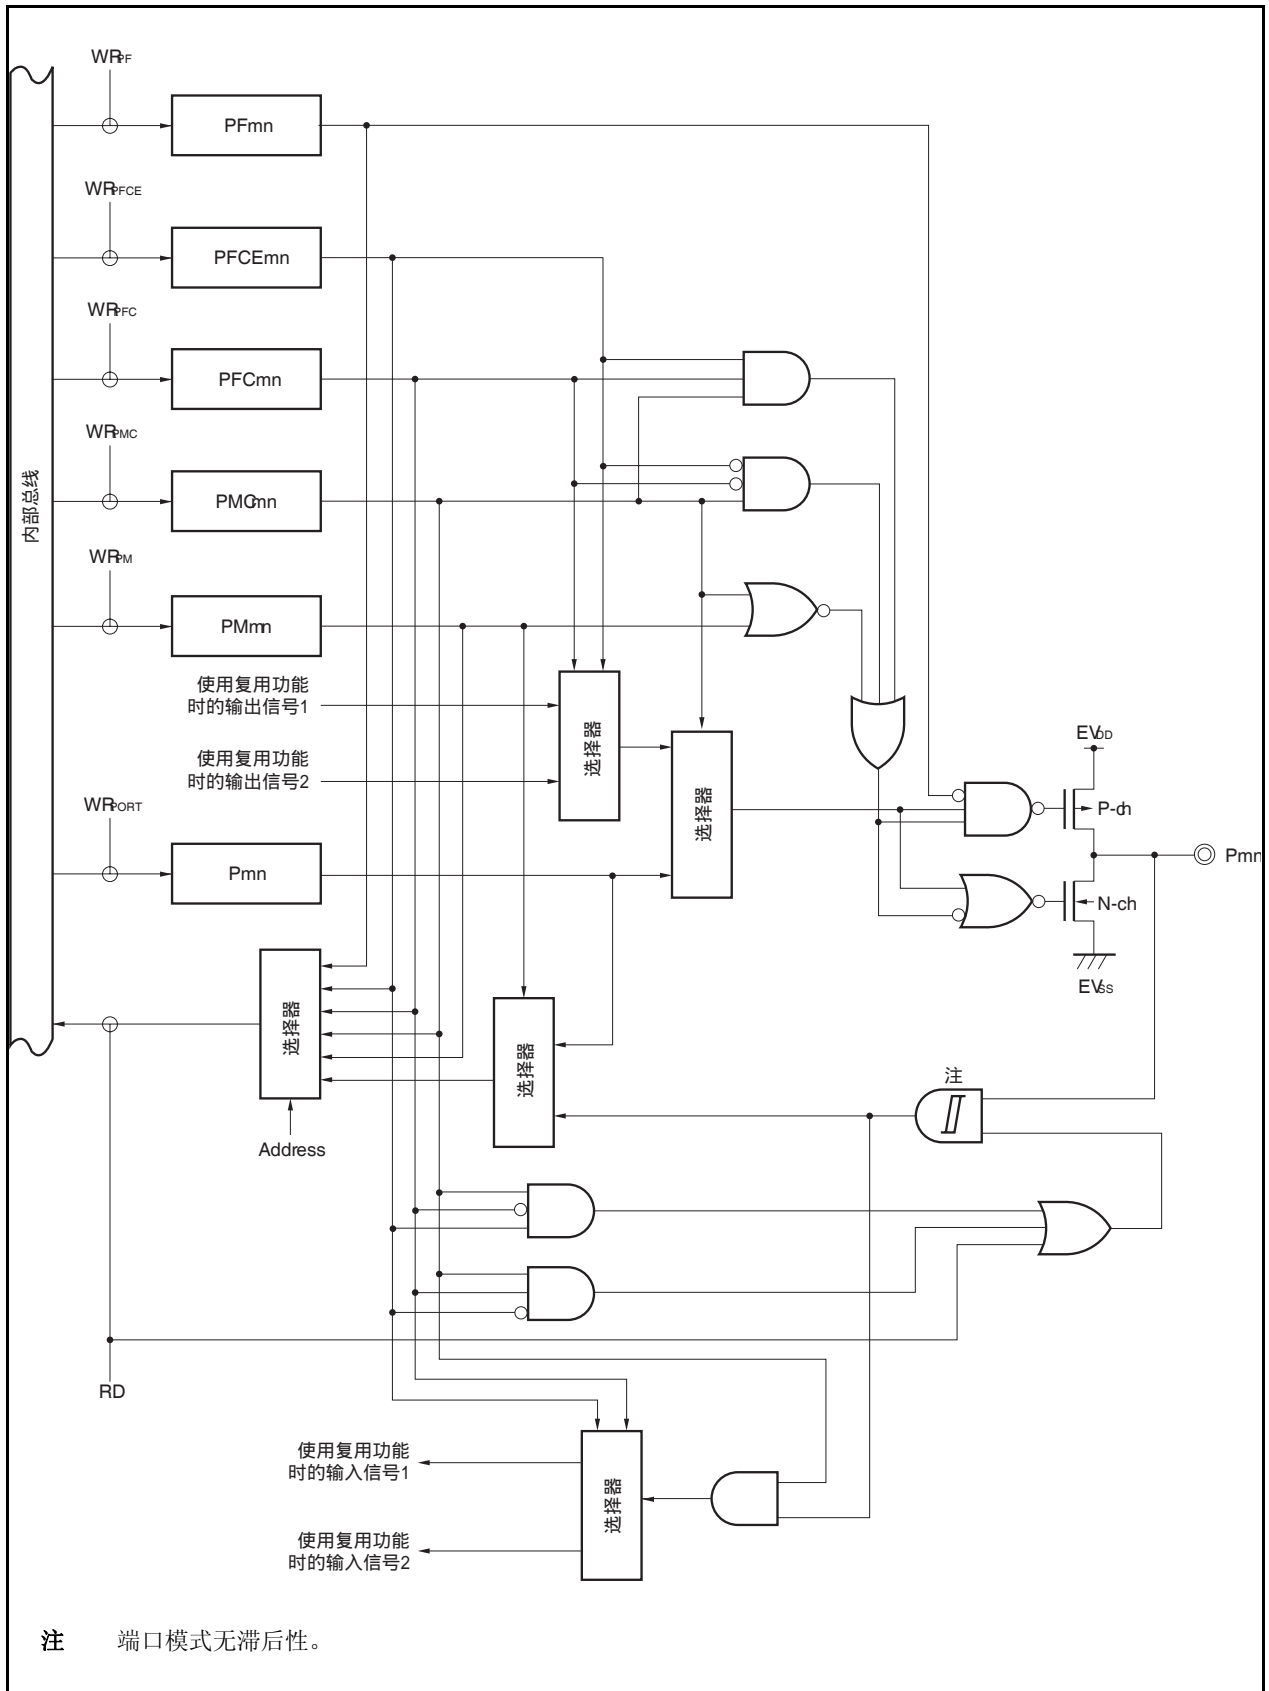 WRPF
PFmn
WRPFCE
PFCEmn
WRPFC
PFCmn
WRPMC
PMCmn
内部总线
WRPM
PMmn
使用复用功能
时的输出信号1
使用复用功能
时的输出信号2
选择器
选择器
WRPORT
Pmn
EVDD
P-ch
Pmn
N-ch
EVSS
选择器
选择器
注
Address
RD
使用复用功能
时的输入信号1
使用复用功能
时的输入信号2
选择器
注 端口模式无滞后性。